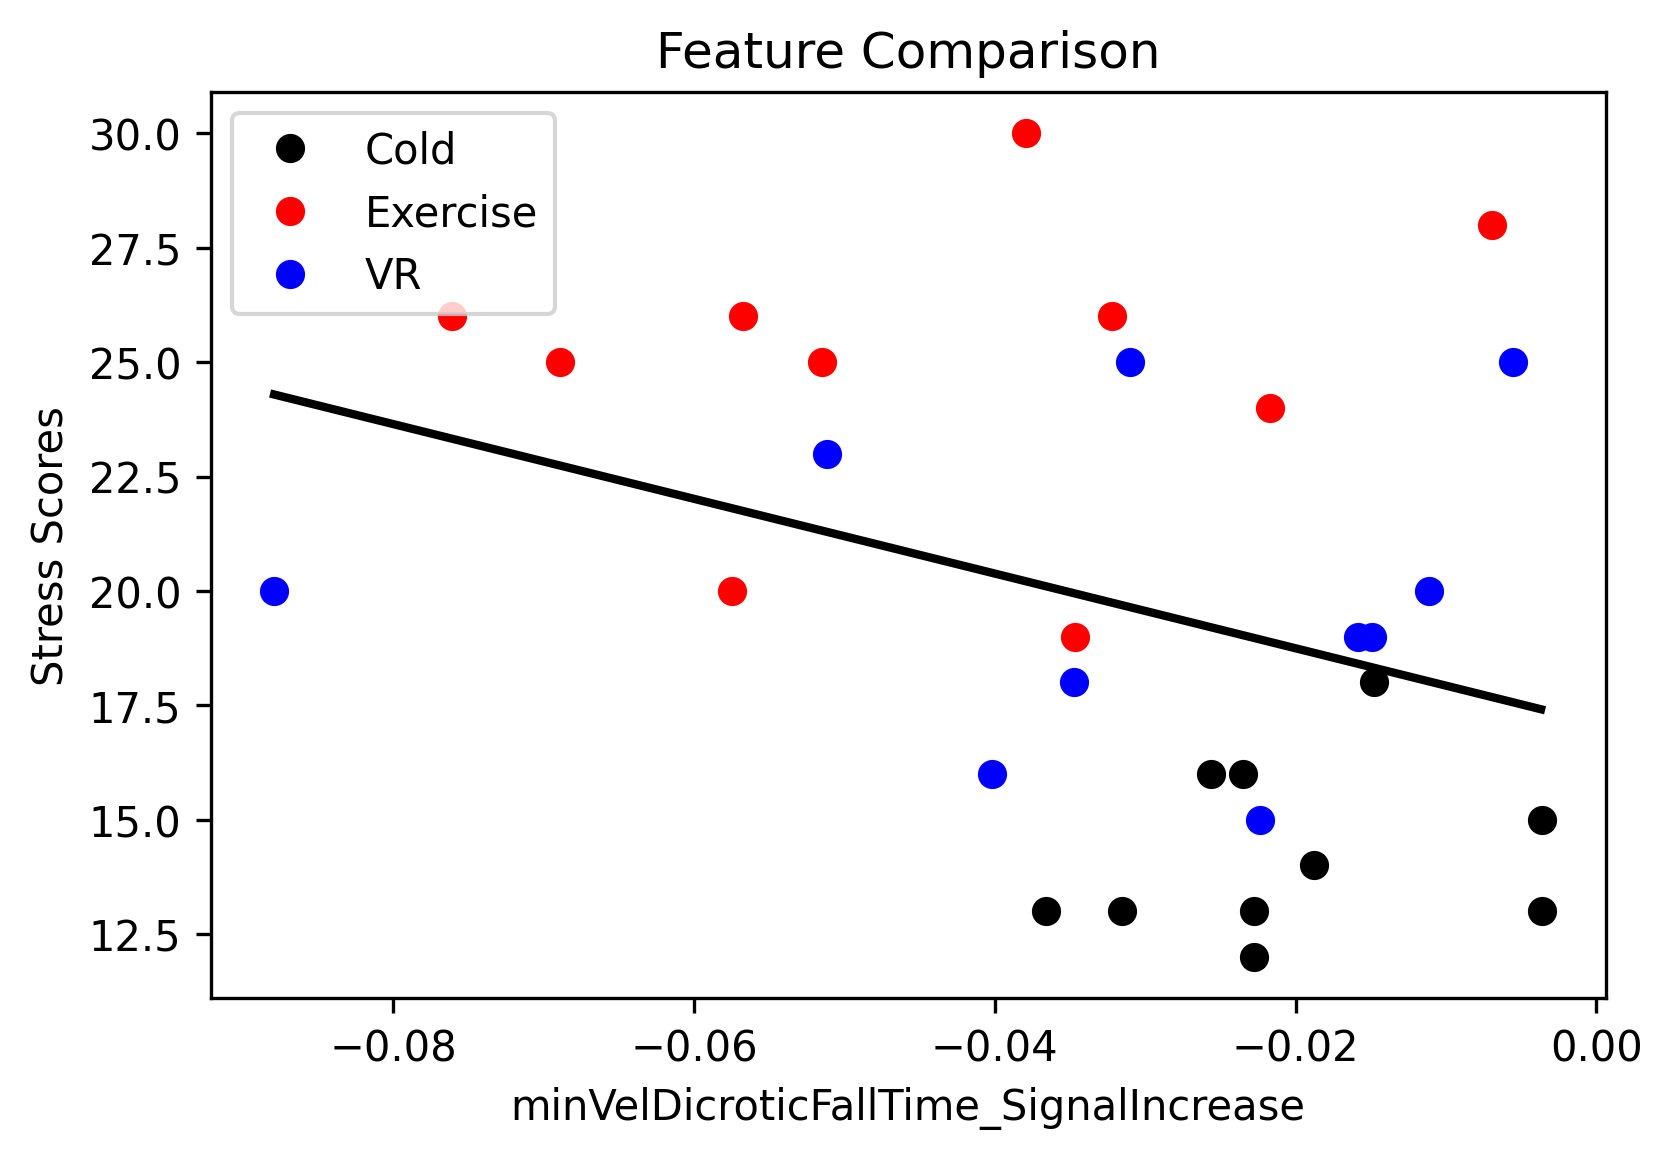 Feature Comparison
Cold
Exercise
VR
30.0
27.5
25.0
22.5
20.0
17.5
15.0
12.5
Stress Scores
−0.08 −0.06 −0.04 −0.02 0.00
minVelDicroticFallTime_SignalIncrease